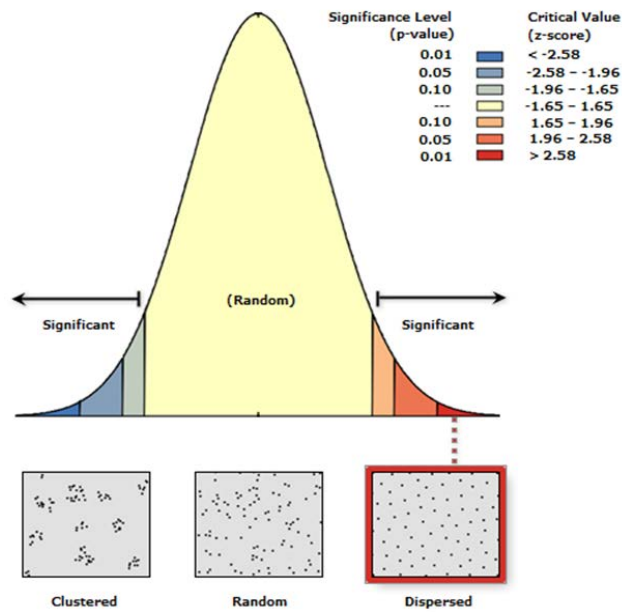 Significance Level Critical Value
(p-value) (z-score)
0.01 < -2.58
0.05 -2.58 – -1.96
0.10 -1.96 – -1.65
--- -1.65 – 1.65
0.10 1.65 – 1.96
0.05 1.96 – 2.58
0.01 > 2.58
(Random)
Significant Significant
Clustered Random Dispersed